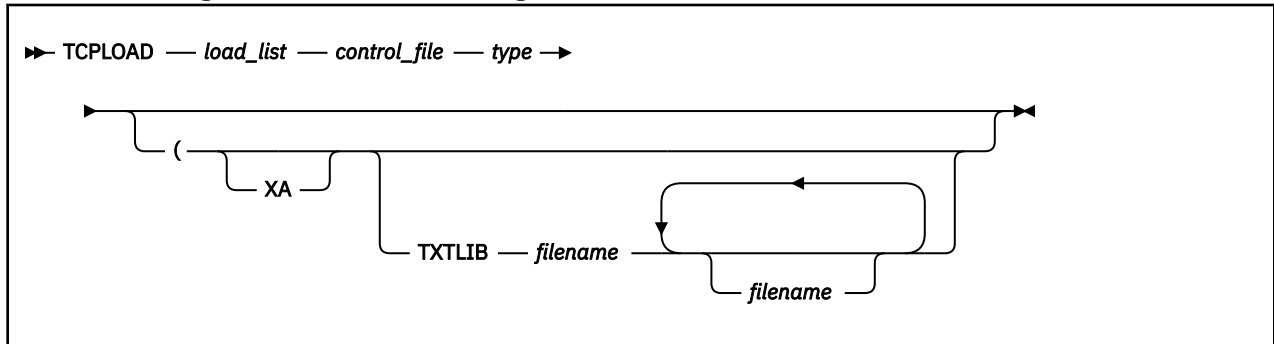 TCPLOAD load_list control_file type
(
XA
TXTLIB filename
filename